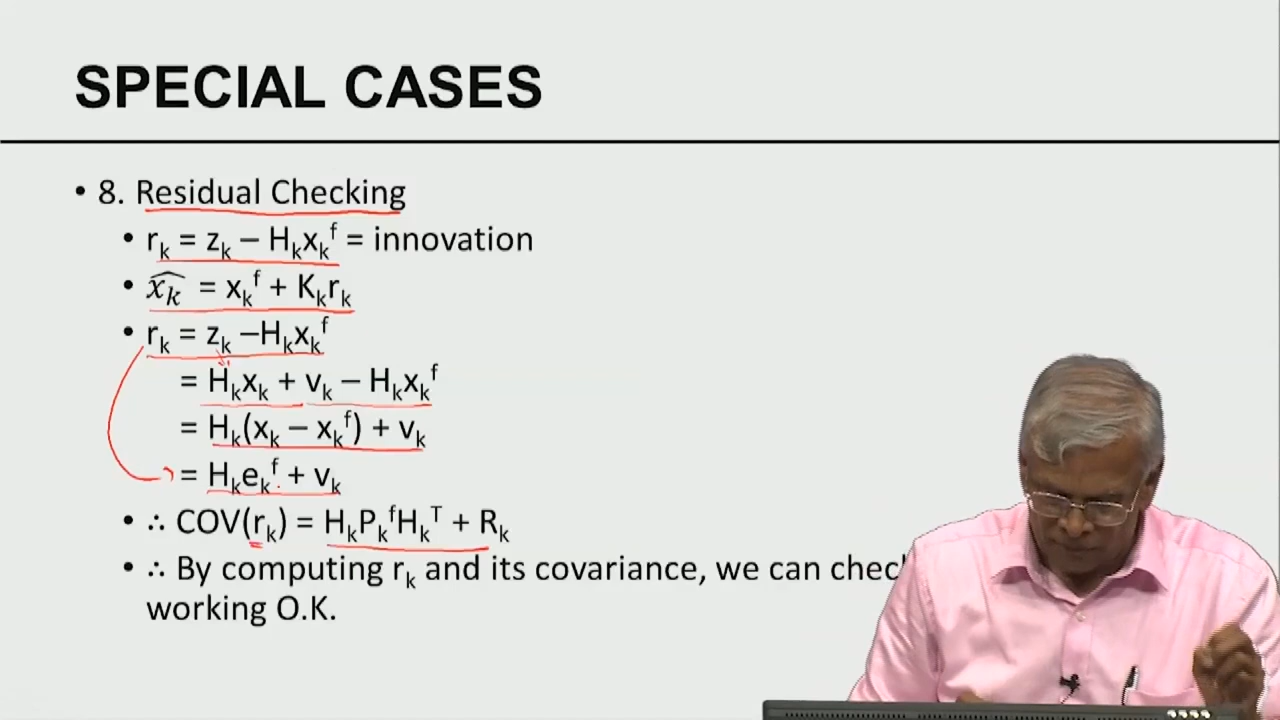 SPECIAL CASES
• 8. Residual Checking
• rₖ = zₖ – Hₖxₖᶠ = innovation
• x̂ₖ = xₖᶠ + Kₖrₖ
• rₖ = zₖ –Hₖxₖᶠ
= Hₖxₖ + vₖ – Hₖxₖᶠ
= Hₖ(xₖ – xₖᶠ) + vₖ
= Hₖeₖᶠ + vₖ
• ∴ COV(rₖ) = HₖPₖᶠHₖᵀ + Rₖ
• ∴ By computing rₖ and its covariance, we can
working O.K.